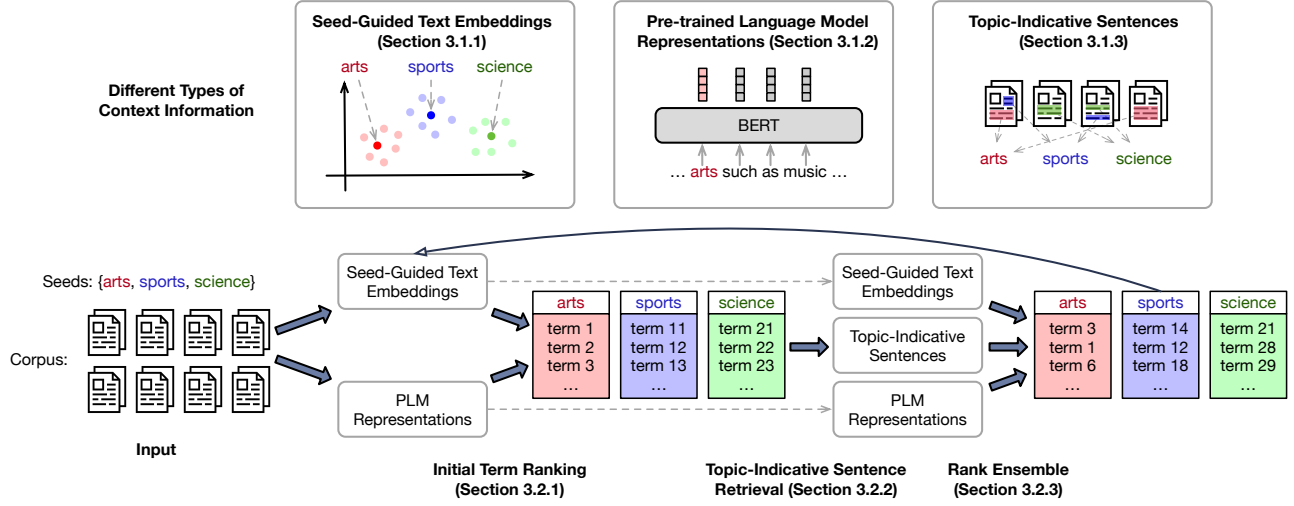 Different Types of
Context Information
Seed-Guided Text Embeddings
(Section 3.1.1)
arts
sports
science
Pre-trained Language Model
Representations (Section 3.1.2)
BERT
... arts such as music ...
Topic-Indicative Sentences
(Section 3.1.3)
arts
sports
science
Seeds: {arts, sports, science}
Corpus:
Input
Seed-Guided Text
Embeddings
PLM
Representations
arts
term 1
term 2
term 3
...
sports
term 11
term 12
term 13
...
science
term 21
term 22
term 23
...
Seed-Guided Text
Embeddings
Topic-Indicative
Sentences
PLM
Representations
arts
term 3
term 1
term 6
...
sports
term 14
term 12
term 18
...
science
term 21
term 28
term 29
...
Initial Term Ranking
(Section 3.2.1)
Topic-Indicative Sentence
Retrieval (Section 3.2.2)
Rank Ensemble
(Section 3.2.3)